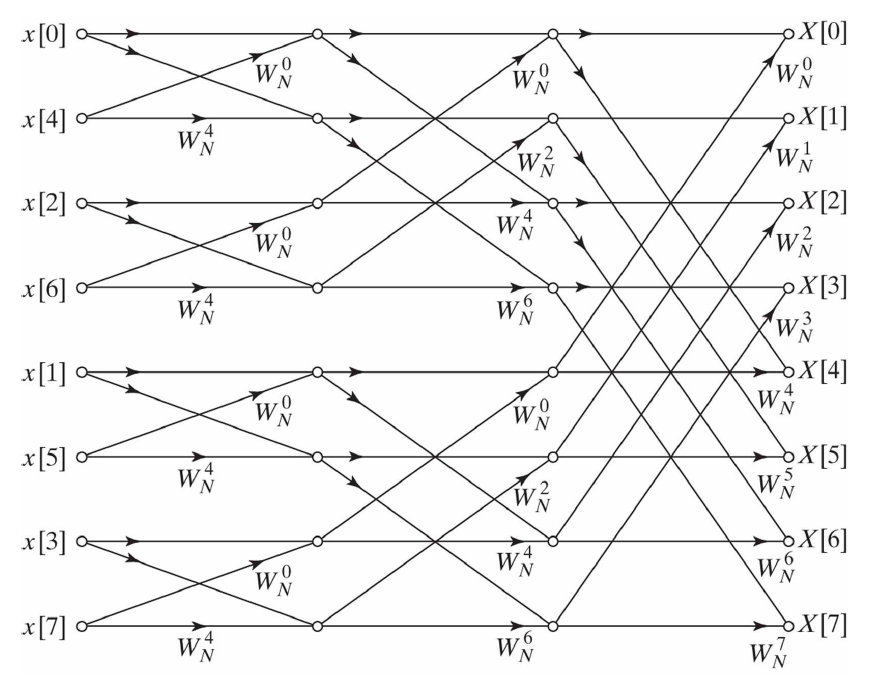 x[0] X[0]
W_N^0 W_N^0 W_N^0
x[4] X[1]
W_N^4 W_N^2 W_N^1
x[2] X[2]
W_N^0 W_N^4 W_N^2
x[6] X[3]
W_N^4 W_N^6 W_N^3
x[1] X[4]
W_N^0 W_N^0 W_N^4
x[5] X[5]
W_N^4 W_N^2 W_N^5
x[3] X[6]
W_N^0 W_N^4 W_N^6
x[7] X[7]
W_N^4 W_N^6 W_N^7